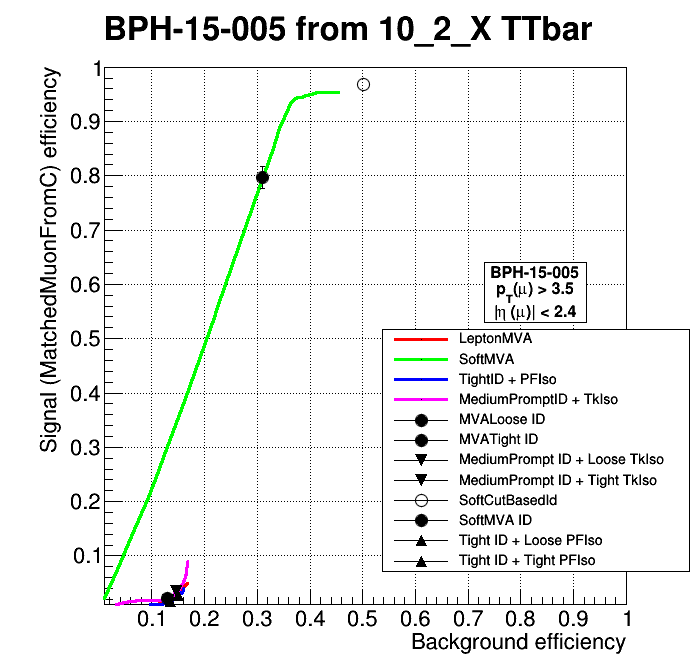 BPH-15-005 from 10_2_X TTbar
Signal (MatchedMuonFromC) efficiency
1
0.9
0.8
0.7
0.6
0.5
0.4
0.3
0.2
0.1
BPH-15-005
pT(μ) > 3.5
|η (μ)| < 2.4
LeptonMVA
SoftMVA
TightID + PFIso
MediumPromptID + TkIso
MVALoose ID
MVATight ID
MediumPrompt ID + Loose TkIso
MediumPrompt ID + Tight TkIso
SoftCutBasedId
SoftMVA ID
Tight ID + Loose PFIso
Tight ID + Tight PFIso
0.1 0.2 0.3 0.4 0.5 0.6 0.7 0.8 0.9 1
Background efficiency